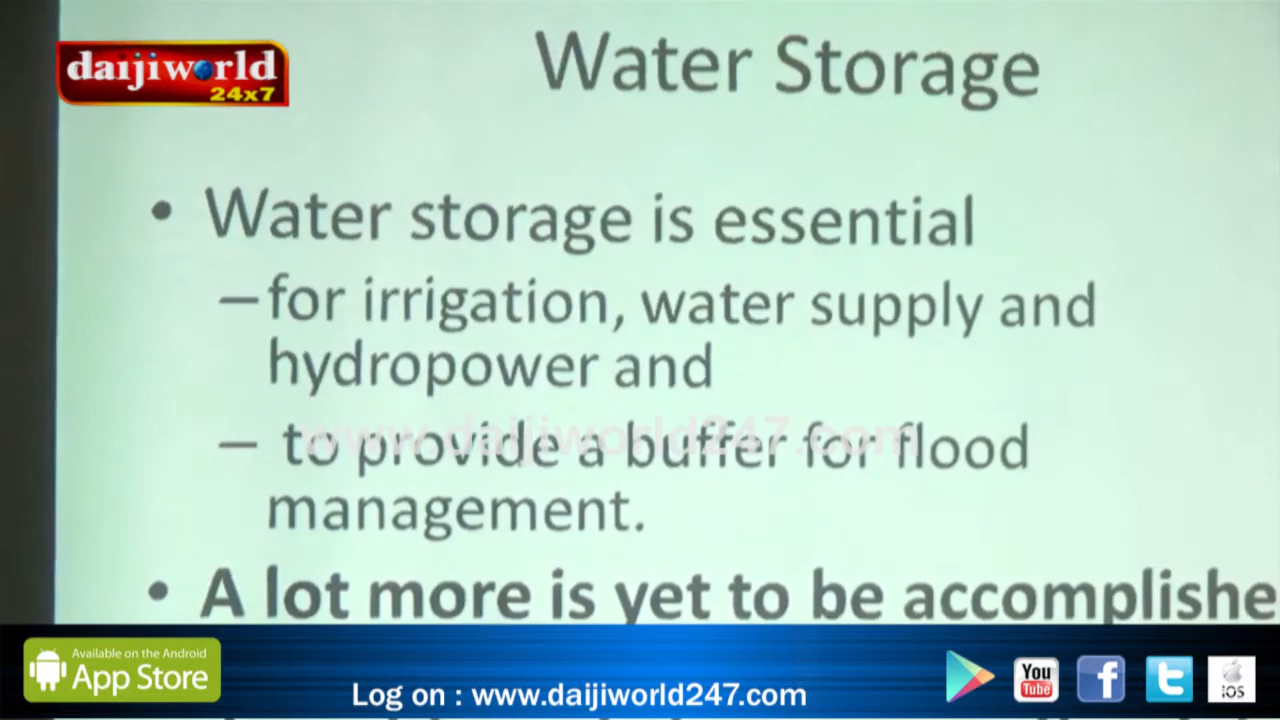 daijiworld
24x7
Water Storage
• Water storage is essential
– for irrigation, water supply and
hydropower and
– to provide a buffer for flood
management.
www.daijiworld247.com
• A lot more is yet to be accomplishe
Available on the Android
App Store
Log on : www.daijiworld247.com
You
Tube
f
t
iOS